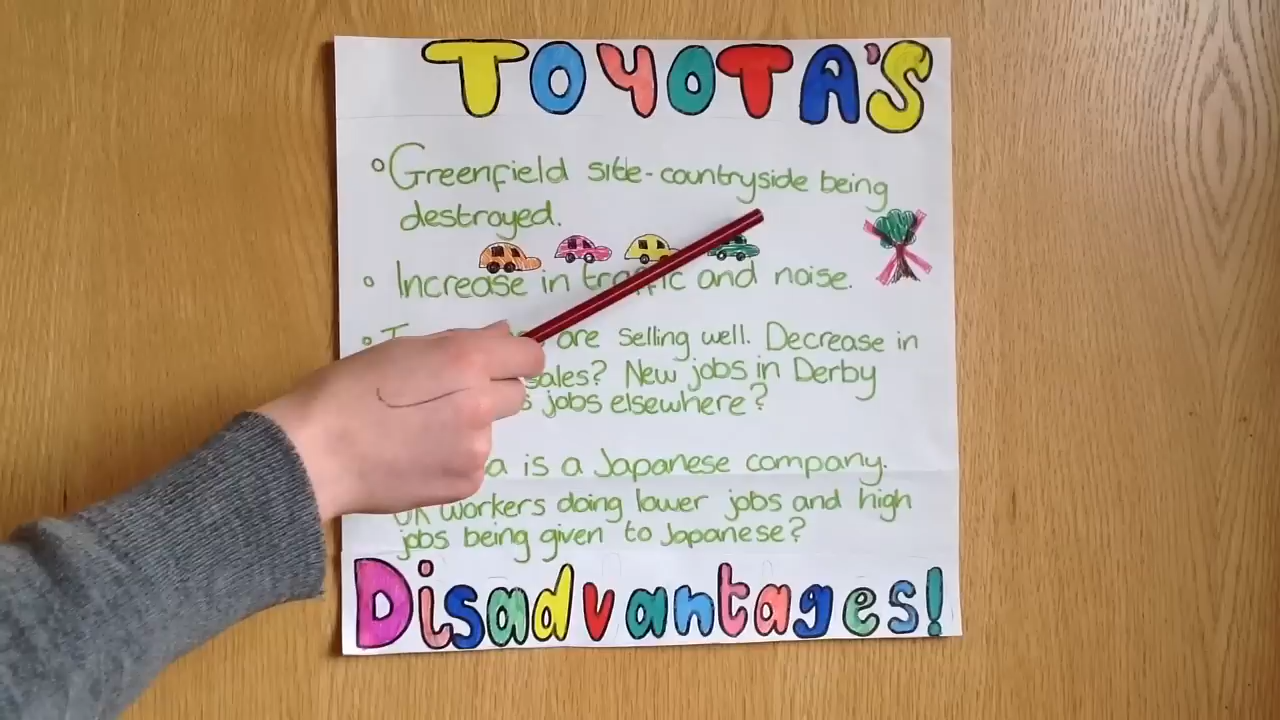 TOYOTA'S
Greenfield site-countryside being
destroyed.
Increase in traffic and noise.
are selling well. Decrease in
sales? New jobs in Derby
jobs elsewhere?
is a Japanese company.
UK workers doing lower jobs and high
jobs being given to Japanese?
Disadvantages!